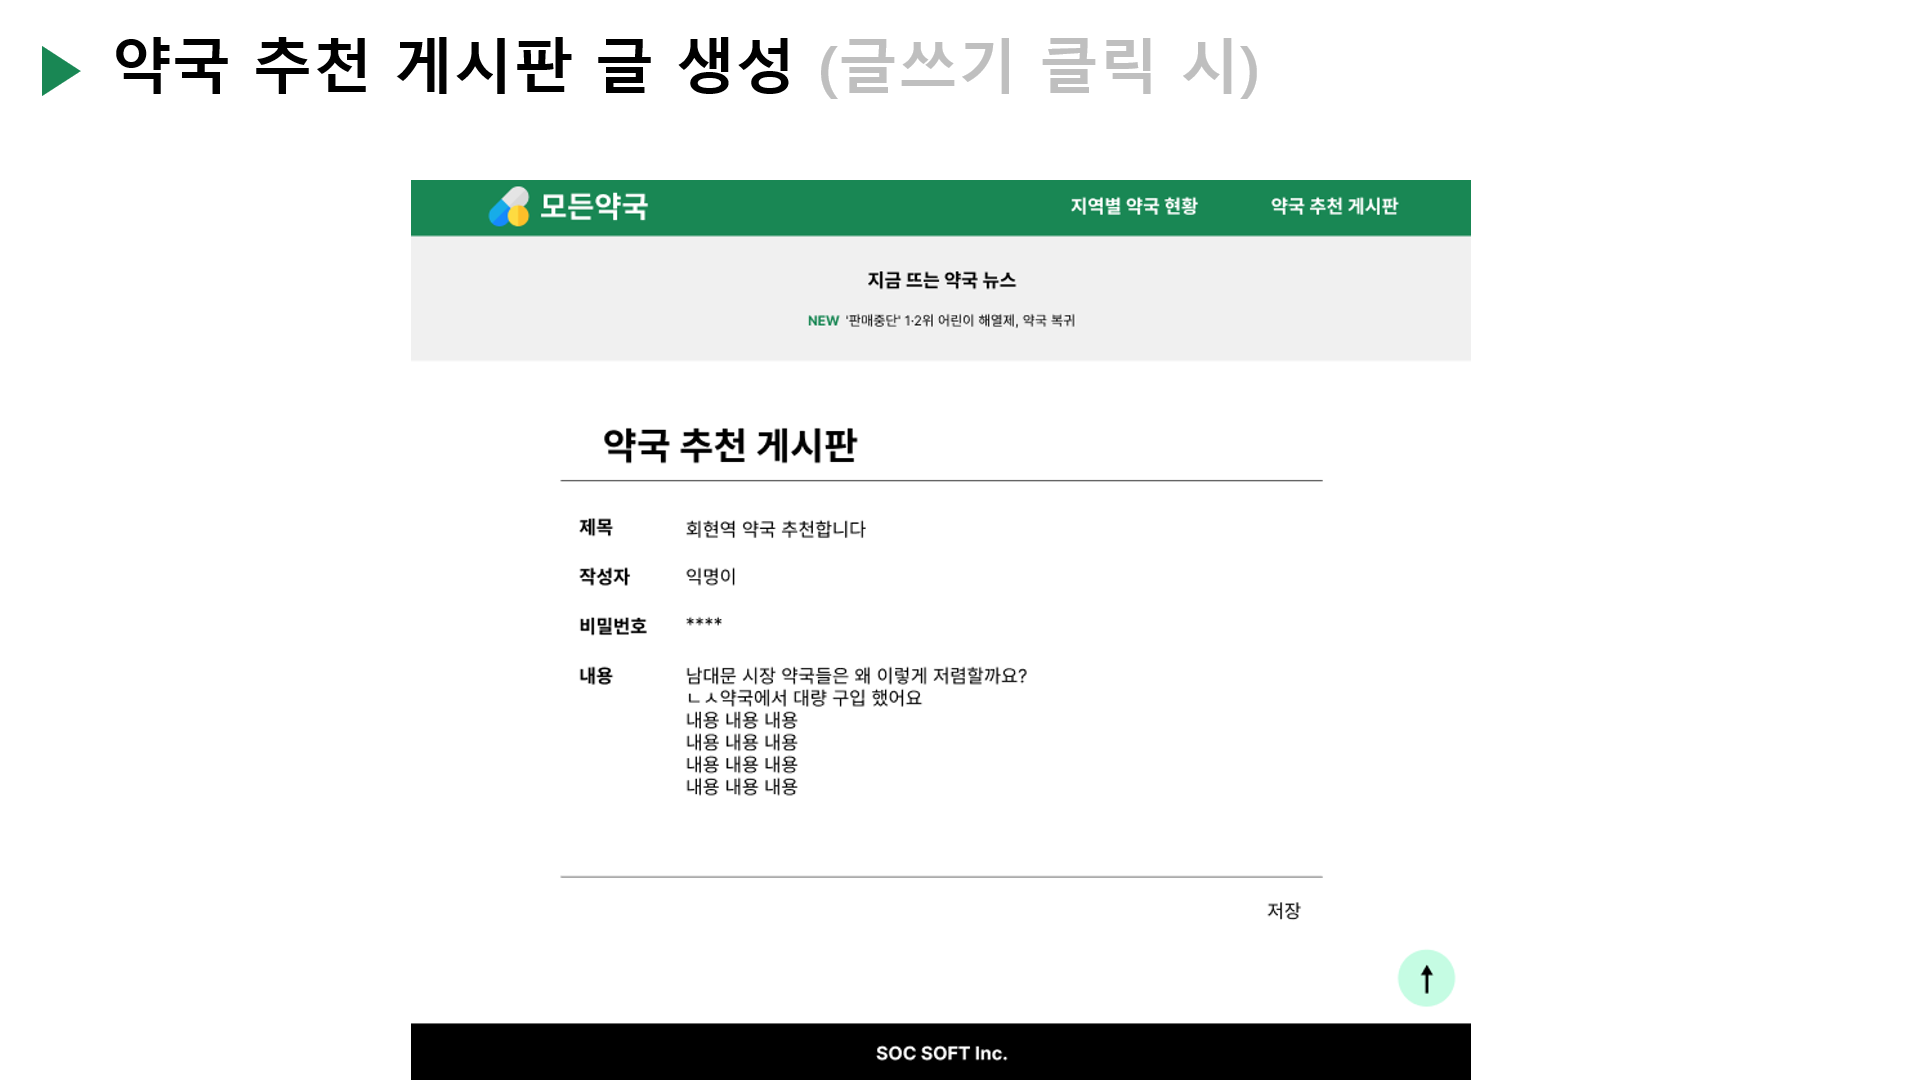 약국 추천 게시판 글 생성 (글쓰기 클릭 시)
모든약국 지역별 약국 현황 약국 추천 게시판
지금 뜨는 약국 뉴스
NEW '판매중단' 1·2위 어린이 해열제, 약국 복귀
약국 추천 게시판
제목 회현역 약국 추천합니다
작성자 익명이
비밀번호 ****
내용 남대문 시장 약국들은 왜 이렇게 저렴할까요?
ㄴㅅ약국에서 대량 구입 했어요
내용 내용 내용
내용 내용 내용
내용 내용 내용
내용 내용 내용
저장
SOC SOFT Inc.